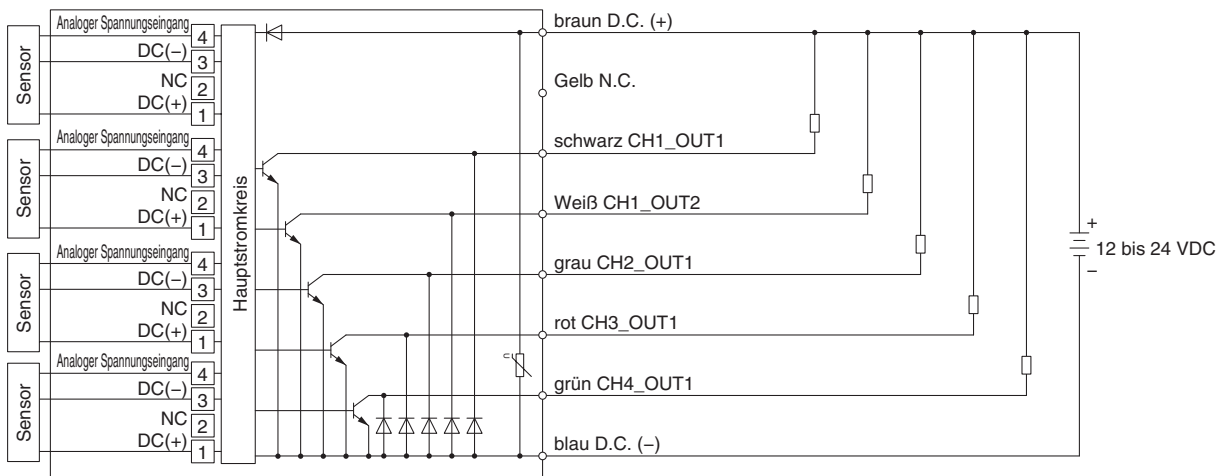 Sensor
Analoger Spannungseingang 4
DC(−) 3
NC 2
DC(+) 1
Sensor
Analoger Spannungseingang 4
DC(−) 3
NC 2
DC(+) 1
Sensor
Analoger Spannungseingang 4
DC(−) 3
NC 2
DC(+) 1
Sensor
Analoger Spannungseingang 4
DC(−) 3
NC 2
DC(+) 1
Hauptstromkreis
braun D.C. (+)
Gelb N.C.
schwarz CH1_OUT1
Weiß CH1_OUT2
grau CH2_OUT1
rot CH3_OUT1
grün CH4_OUT1
blau D.C. (−)
+
12 bis 24 VDC
−